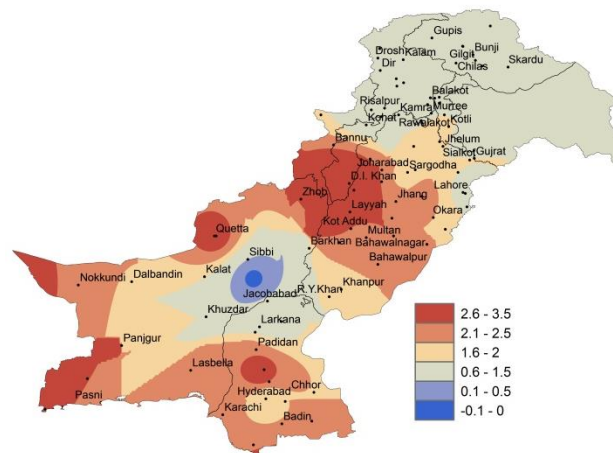 Gupis
Drosh
Kalam
Gilgit
Bunji
Dir
Chilas
Skardu
Balakot
Risalpur
Kamra
Murree
Kohat
Rawalakot
Kotli
Bannu
Jhelum
Sialkot
Gujrat
Joharabad
Sargodha
D.I. Khan
Lahore
Zhob
Jhang
Layyah
Okara
Kot Addu
Quetta
Multan
Barkhan
Bahawalnagar
Sibbi
Bahawalpur
Kalat
Dalbandin
Nokkundi
Khanpur
Jacobabad
R.Y.Khan
Khuzdar
Larkana
Panjgur
Padidan
Lasbella
Pasni
Hyderabad
Chhor
Karachi
Badin
2.6 - 3.5
2.1 - 2.5
1.6 - 2
0.6 - 1.5
0.1 - 0.5
-0.1 - 0